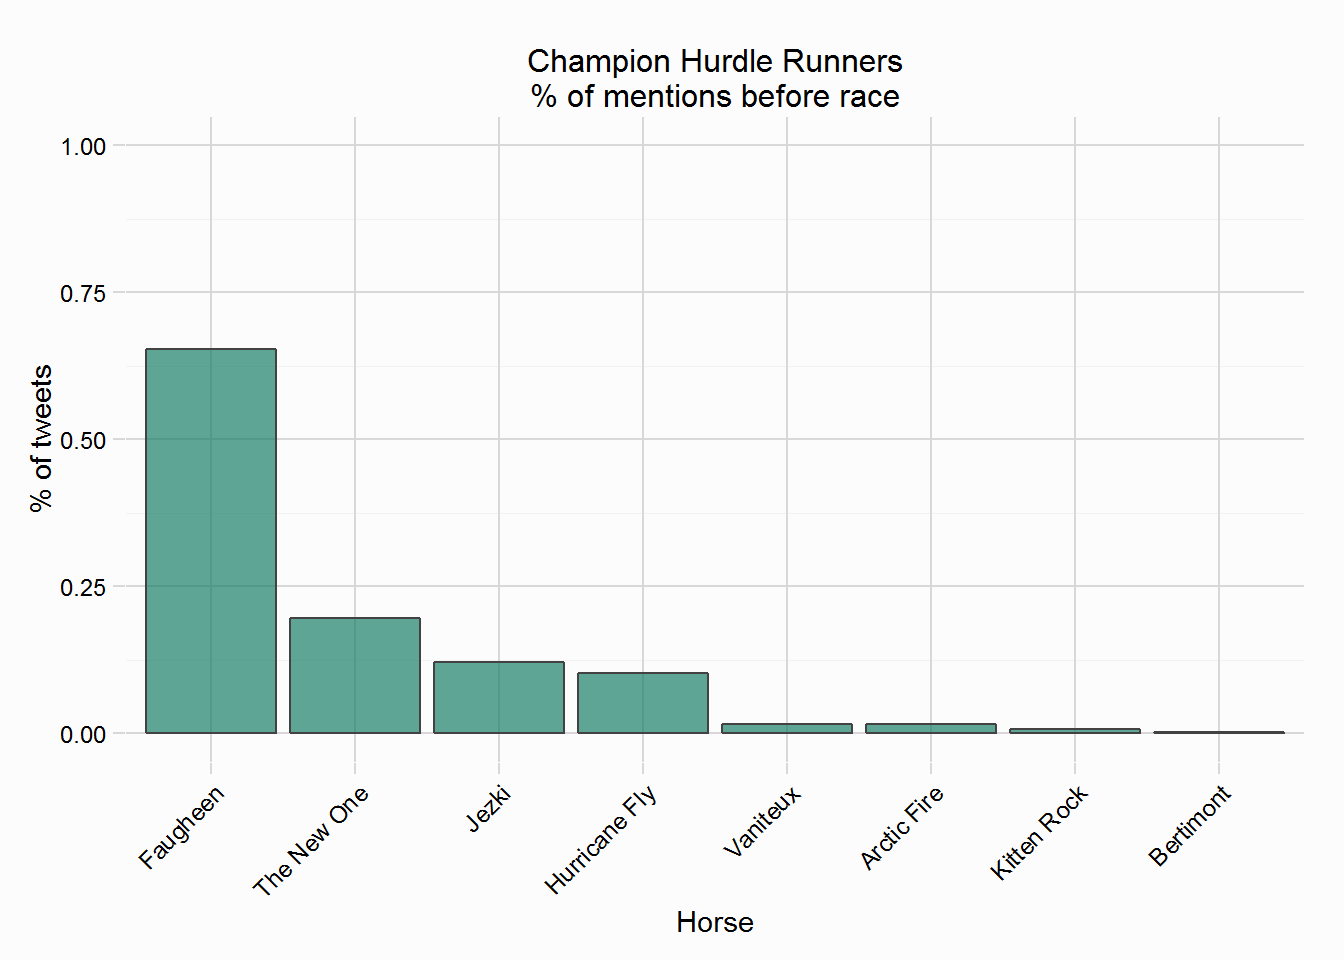 Champion Hurdle Runners
% of mentions before race
% of tweets
1.00
0.75
0.50
0.25
0.00
Faugheen
The New One
Jezki
Hurricane Fly
Vaniteux
Arctic Fire
Kitten Rock
Bertimont
Horse